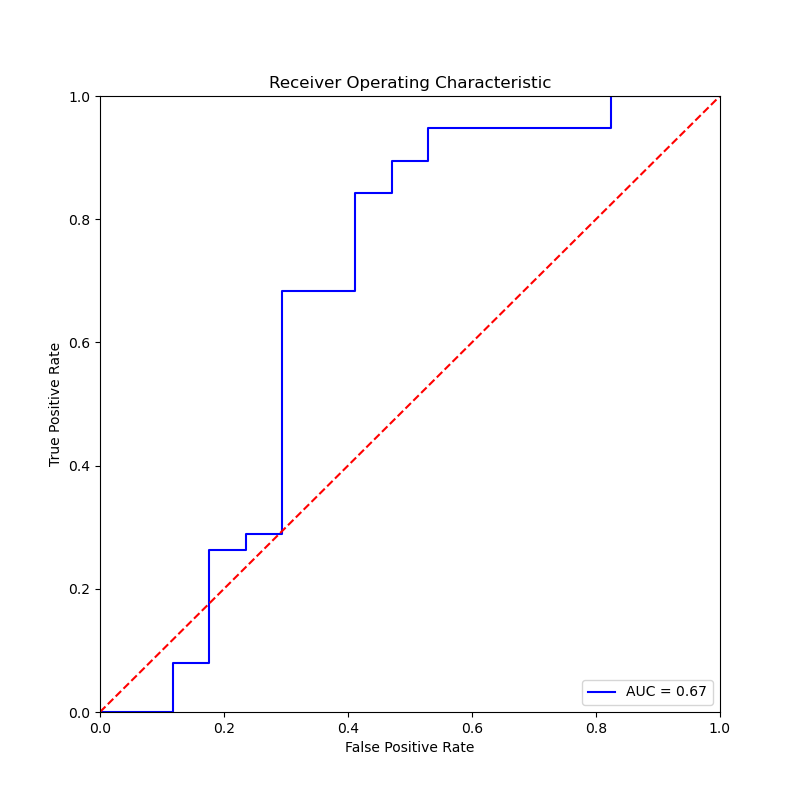 Receiver Operating Characteristic
1.0
0.8
0.6
0.4
0.2
0.0
True Positive Rate
AUC = 0.67
0.0 0.2 0.4 0.6 0.8 1.0
False Positive Rate